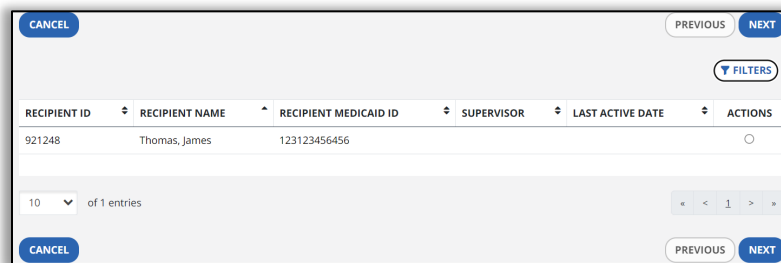 CANCEL PREVIOUS NEXT
FILTERS
RECIPIENT ID RECIPIENT NAME RECIPIENT MEDICAID ID SUPERVISOR LAST ACTIVE DATE ACTIONS
921248 Thomas, James 123123456456
10 of 1 entries « < 1 > »
CANCEL PREVIOUS NEXT